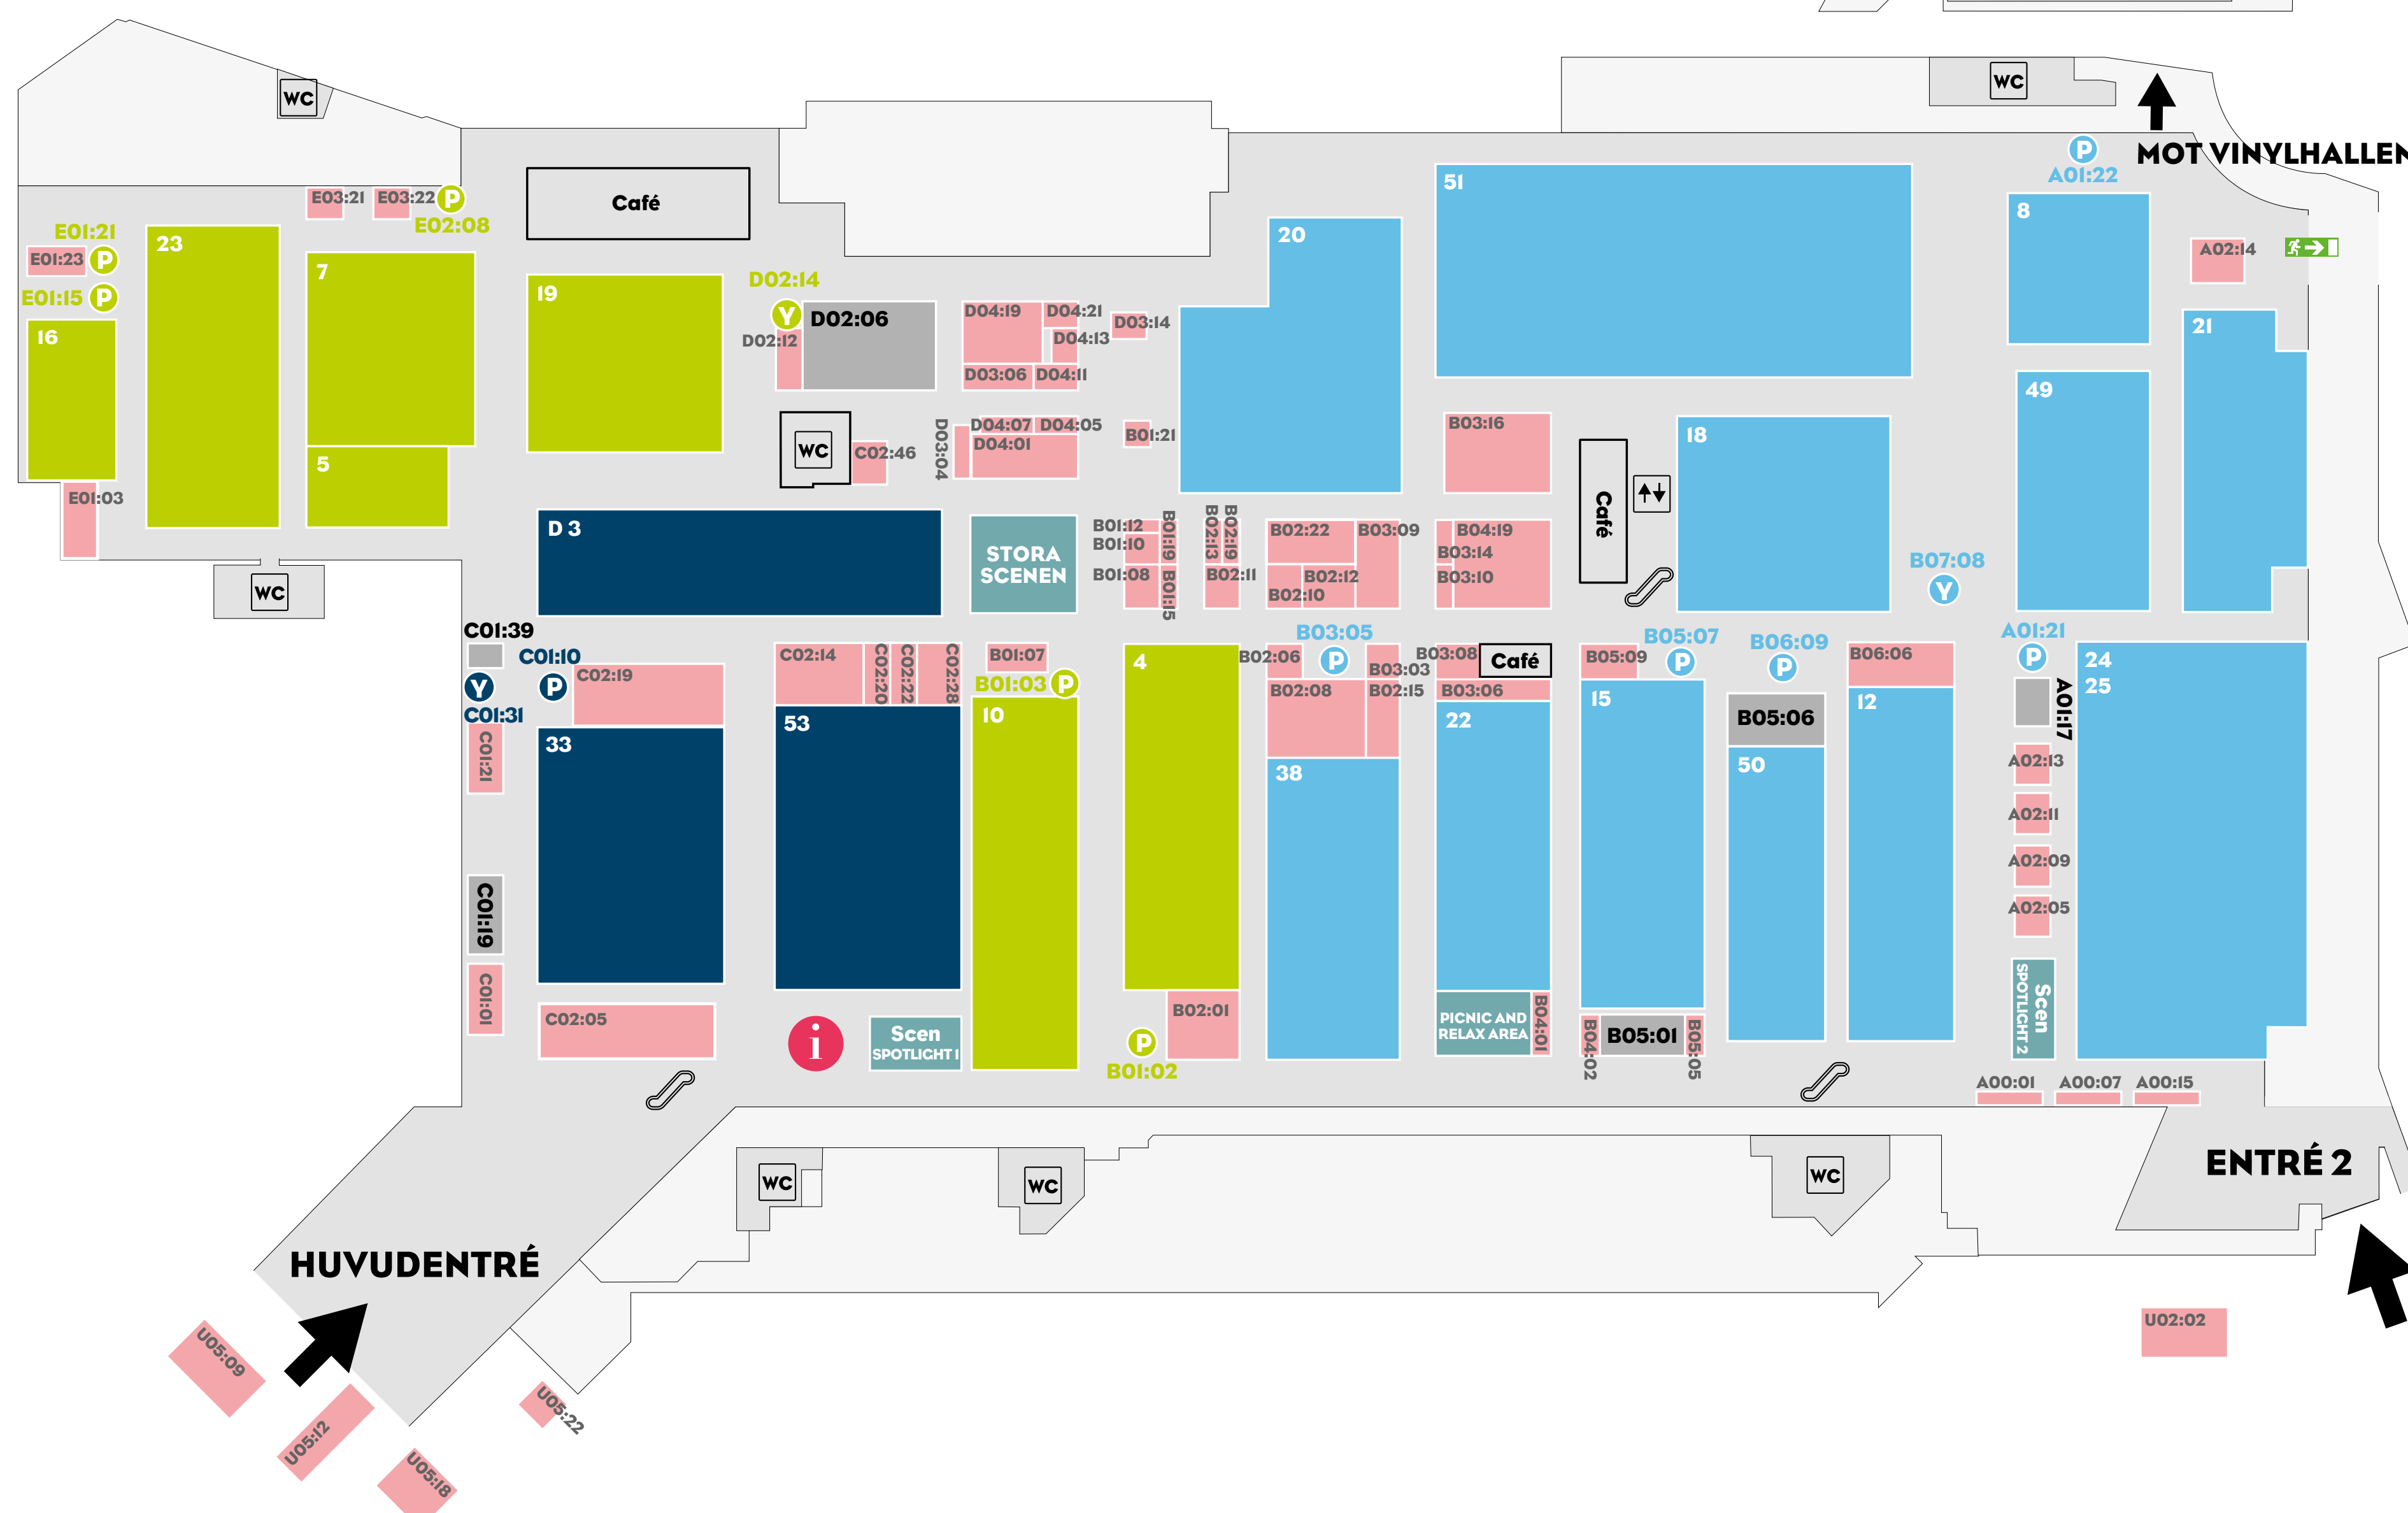 WC
WC
MOT VINYLHALLEN
P
A01:22
51
8
E03:21
E03:22
P
E02:08
Café
E01:21
E01:23
P
E01:15
P
23
7
19
20
A02:14
D02:14
Y
D02:06
D02:12
D04:19
D04:21
D03:14
D04:13
D03:06
D04:11
16
21
49
5
E01:03
WC
C02:46
D03:04
D04:07
D04:05
D04:01
B01:21
B03:16
18
Café
D 3
STORA
SCENEN
B01:12
B01:10
B01:08
B01:19
B01:15
B02:13
B02:19
B02:11
B02:22
B03:09
B02:12
B02:10
B04:19
B03:14
B03:10
B07:08
Y
WC
C01:39
C01:10
Y
P
C01:31
C02:19
C02:14
C02:20
C02:22
C02:28
B01:07
B01:03
P
4
B02:06
B03:05
P
B03:03
B02:08
B02:15
B03:08
Café
B03:06
B05:09
B05:07
P
B06:09
P
B06:06
A01:21
P
24
25
A01:17
C01:21
33
53
10
38
22
15
B05:06
50
12
A02:13
A02:11
A02:09
A02:05
C01:19
C01:01
C02:05
i
Scen
SPOTLIGHT 1
P
B01:02
B02:01
PICNIC AND
RELAX AREA
B04:01
B04:02
B05:01
B05:05
Scen
SPOTLIGHT 2
A00:01
A00:07
A00:15
WC
WC
WC
ENTRÉ 2
HUVUDENTRÉ
U05:09
U05:12
U05:18
U05:22
U02:02